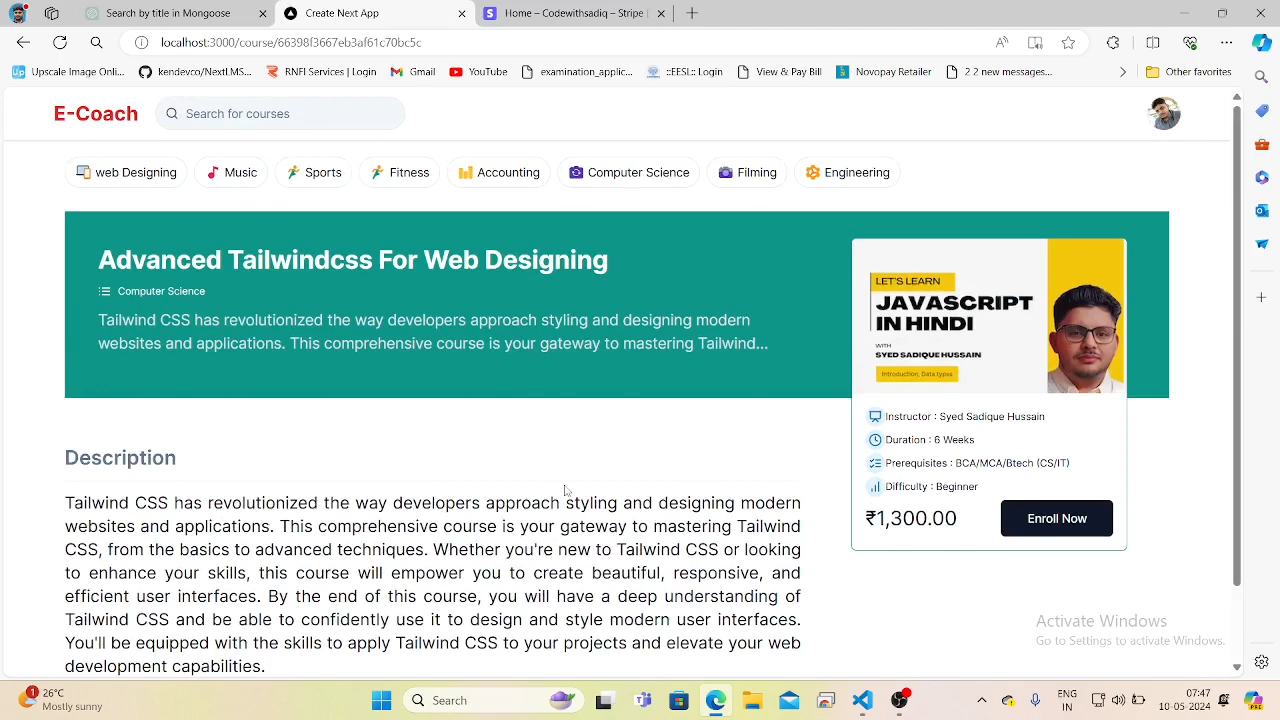 Search by title in Mongoose
Create Next App
Home – Codewithsadiq – Stripe
localhost:3000/course/66398f3667eb3af61c70bc5c
Upscale Image Onlin...
kendomongo/NextLMS...
RNFI Services | Login
Gmail
YouTube
examination_applic...
::EESL:: Login
View & Pay Bill
Novopay Retailer
2 2 new messages...
Other favorites
E-Coach
Search for courses
web Designing
Music
Sports
Fitness
Accounting
Computer Science
Filming
Engineering
Advanced Tailwindcss For Web Designing
Computer Science
Tailwind CSS has revolutionized the way developers approach styling and designing modern
websites and applications. This comprehensive course is your gateway to mastering Tailwind...
LET'S LEARN
JAVASCRIPT
IN HINDI
WITH
SYED SADIQUE HUSSAIN
Introduction, Data types
Instructor : Syed Sadique Hussain
Duration : 6 Weeks
Prerequisites : BCA/MCA/Btech (CS/IT)
Difficulty : Beginner
₹1,300.00
Enroll Now
Description
Tailwind CSS has revolutionized the way developers approach styling and designing modern
websites and applications. This comprehensive course is your gateway to mastering Tailwind
CSS, from the basics to advanced techniques. Whether you're new to Tailwind CSS or looking
to enhance your skills, this course will empower you to create beautiful, responsive, and
efficient user interfaces. By the end of this course, you will have a deep understanding of
Tailwind CSS and be able to confidently use it to design and style modern user interfaces.
You'll be equipped with the skills to apply Tailwind CSS to your projects and elevate your web
development capabilities.
Activate Windows
Go to Settings to activate Windows.
1
26°C
Mostly sunny
Search
ENG
IN
07:47
10-05-2024